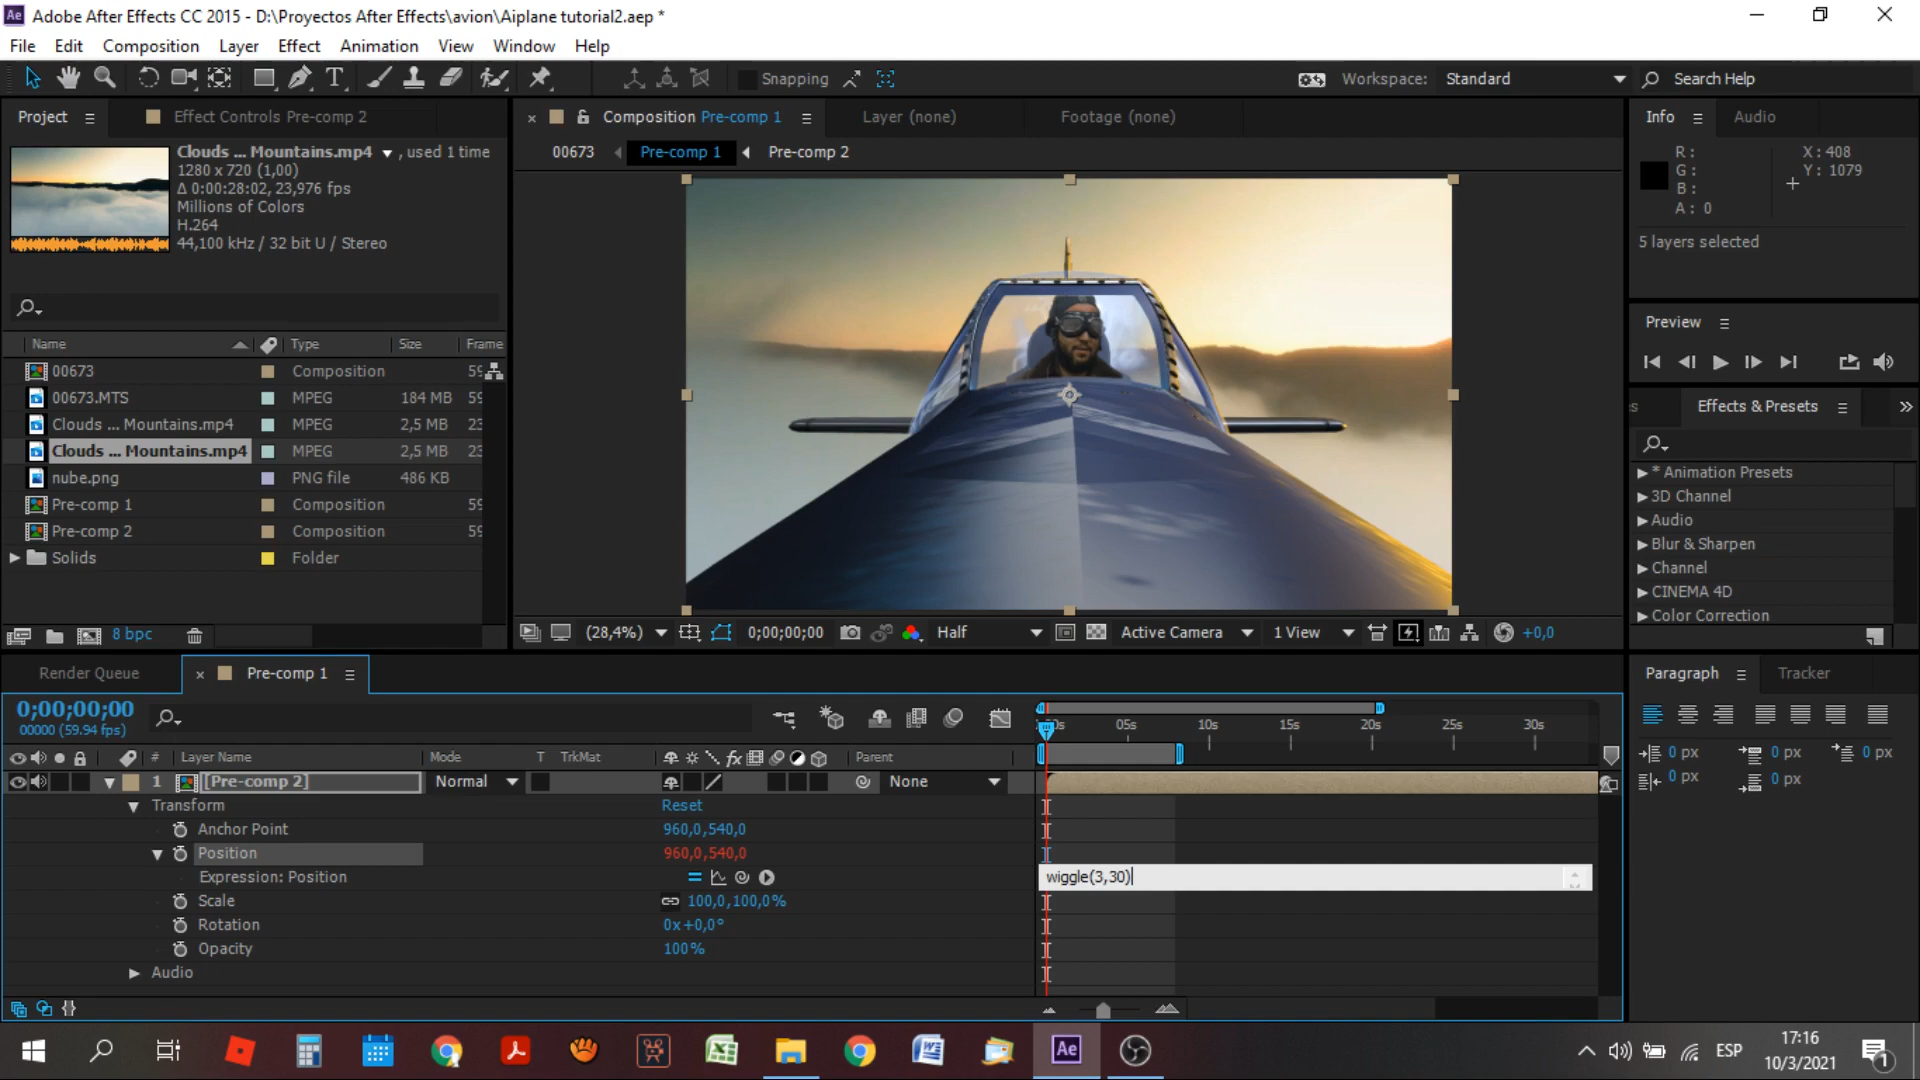 Adobe After Effects CC 2015 - D:\Proyectos After Effects\avion\Aiplane tutorial2.aep *
File Edit Composition Layer Effect Animation View Window Help
Snapping
Workspace: Standard
Search Help
Project
Effect Controls Pre-comp 2
Clouds ... Mountains.mp4 , used 1 time
1280 x 720 (1,00)
Δ 0:00:28:02, 23,976 fps
Millions of Colors
H.264
44,100 kHz / 32 bit U / Stereo
Name Type Size Frame
00673 Composition 59
00673.MTS MPEG 184 MB 59
Clouds ... Mountains.mp4 MPEG 2,5 MB 23
Clouds ... Mountains.mp4 MPEG 2,5 MB 23
nube.png PNG file 486 KB
Pre-comp 1 Composition 59
Pre-comp 2 Composition 59
Solids Folder
8 bpc
Composition Pre-comp 1
Layer (none)
Footage (none)
00673 Pre-comp 1 Pre-comp 2
(28,4%) 0;00;00;00 Half Active Camera 1 View +0,0
Info Audio
R: X: 408
G: Y: 1079
B:
A: 0
5 layers selected
Preview
Effects & Presets
* Animation Presets
3D Channel
Audio
Blur & Sharpen
Channel
CINEMA 4D
Color Correction
Render Queue
Pre-comp 1
0;00;00;00
00000 (59.94 fps)
05s 10s 15s 20s 25s 30s
# Layer Name Mode T TrkMat fx Parent
1 [Pre-comp 2] Normal None
Transform Reset
Anchor Point 960,0,540,0
Position 960,0,540,0
Expression: Position wiggle(3,30)
Scale 100,0,100,0%
Rotation 0x+0,0°
Opacity 100%
Audio
Paragraph Tracker
0 px 0 px 0 px
0 px 0 px
Ae
ESP
17:16
10/3/2021
1